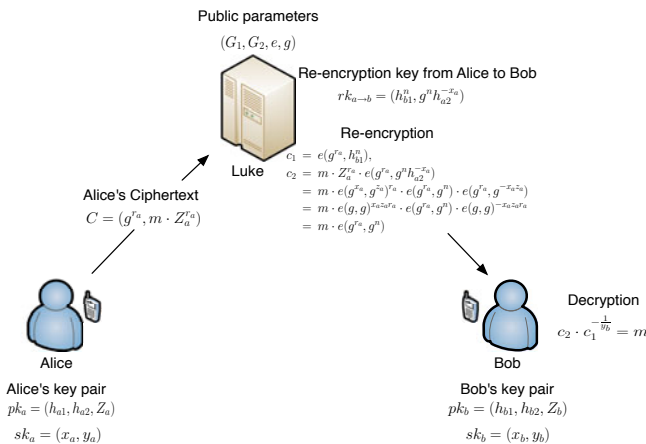 Public parameters
(G_1, G_2, e, g)
Re-encryption key from Alice to Bob
rk_{a→b} = (h_{b1}^n, g^n h_{a2}^{-x_a})
Re-encryption
Luke
c_1 = e(g^{r_a}, h_{b1}^n),
c_2 = m · Z_a^{r_a} · e(g^{r_a}, g^n h_{a2}^{-x_a})
= m · e(g^{x_a}, g^{z_a})^{r_a} · e(g^{r_a}, g^n) · e(g^{r_a}, g^{-x_a z_a})
= m · e(g, g)^{x_a z_a r_a} · e(g^{r_a}, g^n) · e(g, g)^{-x_a z_a r_a}
= m · e(g^{r_a}, g^n)
Alice's Ciphertext
C = (g^{r_a}, m · Z_a^{r_a})
Alice
Alice's key pair
pk_a = (h_{a1}, h_{a2}, Z_a)
sk_a = (x_a, y_a)
Bob
Bob's key pair
pk_b = (h_{b1}, h_{b2}, Z_b)
sk_b = (x_b, y_b)
Decryption
c_2 · c_1^{-\frac{1}{y_b}} = m